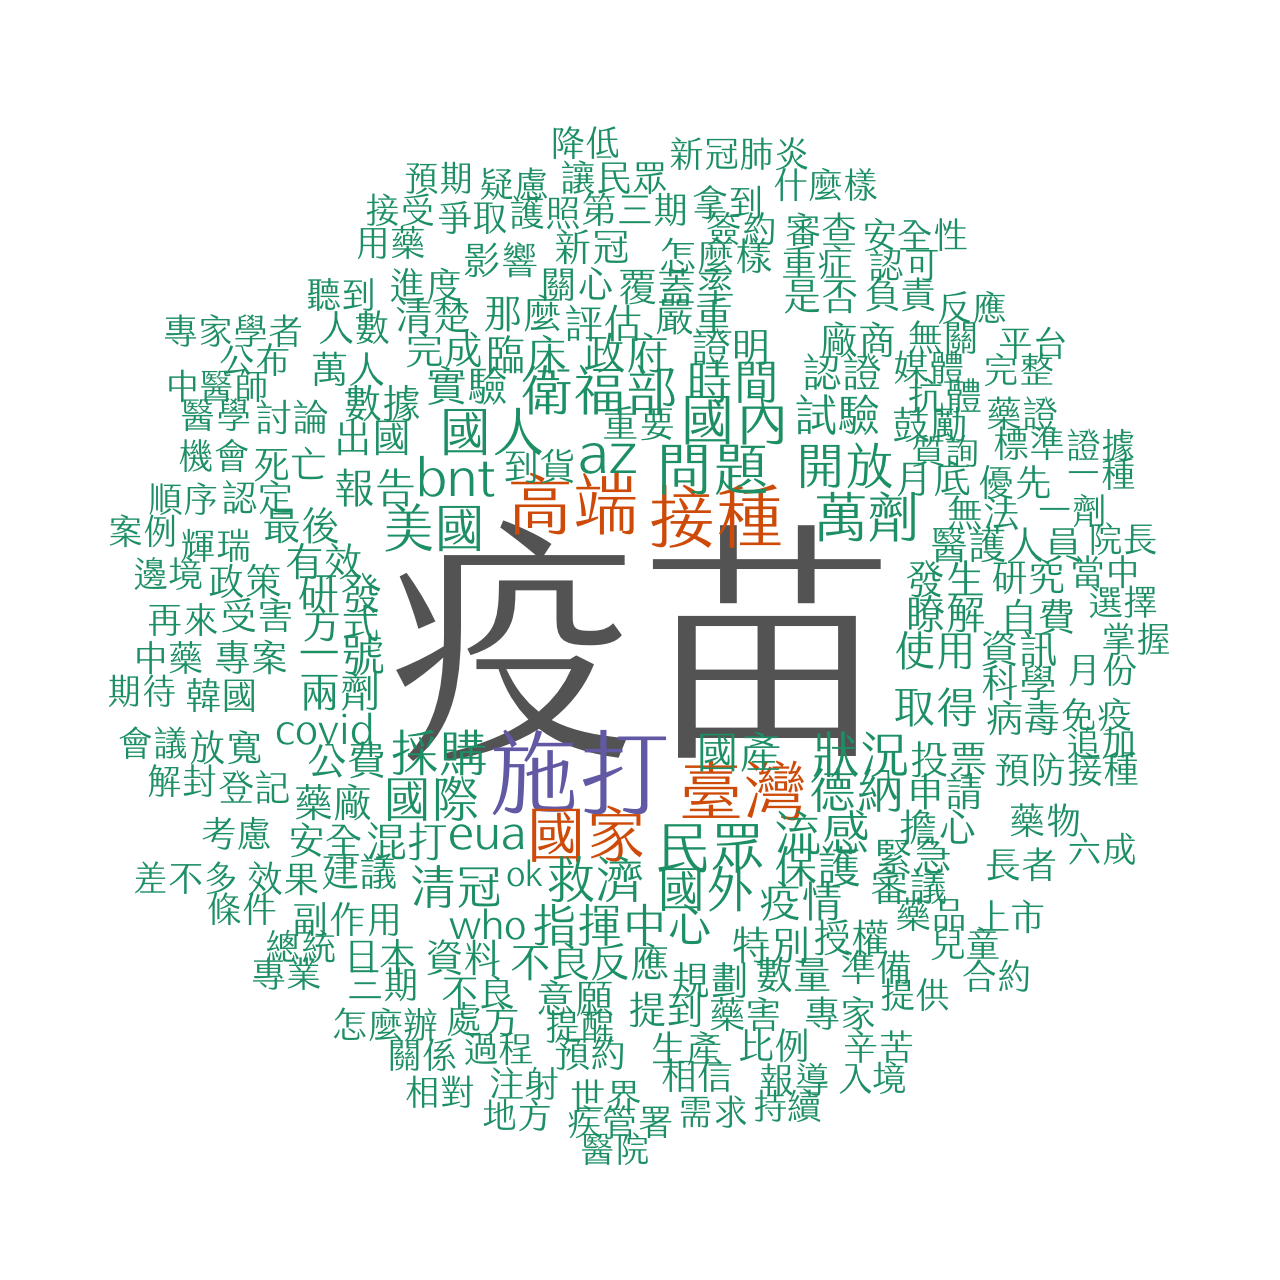 降低
新冠肺炎
預期 疑慮 讓民眾 什麼樣
接受 爭取 護照 第三期 拿到
簽約 審查 安全性
用藥 影響 新冠 怎麼樣 重症 認可
聽到 進度 關心 覆蓋率 是否 負責 反應
專家學者 人數 清楚 那麼 評估 嚴重 廠商 無關 平台
公布 萬人 完成 臨床 政府 證明 認證 媒體 完整
中醫師 數據 實驗 衛福部 時間 抗體 藥證
醫學 討論 出國 國人 重要 國內 試驗 鼓勵
機會 死亡 報告 bnt 到貨 az 問題 開放 質詢 標準 證據
月底 優先 一種
順序 認定 最後 美國 高端 接種 萬劑 無法 一劑
案例 輝瑞 有效 醫護人員 院長
疫苗
邊境 政策 研發 發生 研究 當中
再來 受害 方式 瞭解 自費 選擇
中藥 專案 一號 使用 資訊 掌握
期待 韓國 兩劑 取得 科學 月份
病毒 免疫
會議 放寬 covid 公費 採購 施打 國產 狀況 投票 追加
解封 登記 藥廠 國際 臺灣 德納 申請 預防接種
考慮 安全 混打 eua 國家 民眾 流感 擔心 藥物 六成
差不多 效果 建議 清冠 ok 救濟 國外 保護 緊急 審議 長者
條件 副作用 who 指揮中心 疫情 藥品 上市
總統 日本 資料 不良反應 特別 授權 兒童
專業 三期 不良 意願 規劃 數量 準備 合約
提供
怎麼辦 處方 提醒 提到 藥害 專家
關係 過程 預約 生產 比例 辛苦
相對 注射 世界 相信 報導 入境
地方 疾管署 需求 持續
醫院